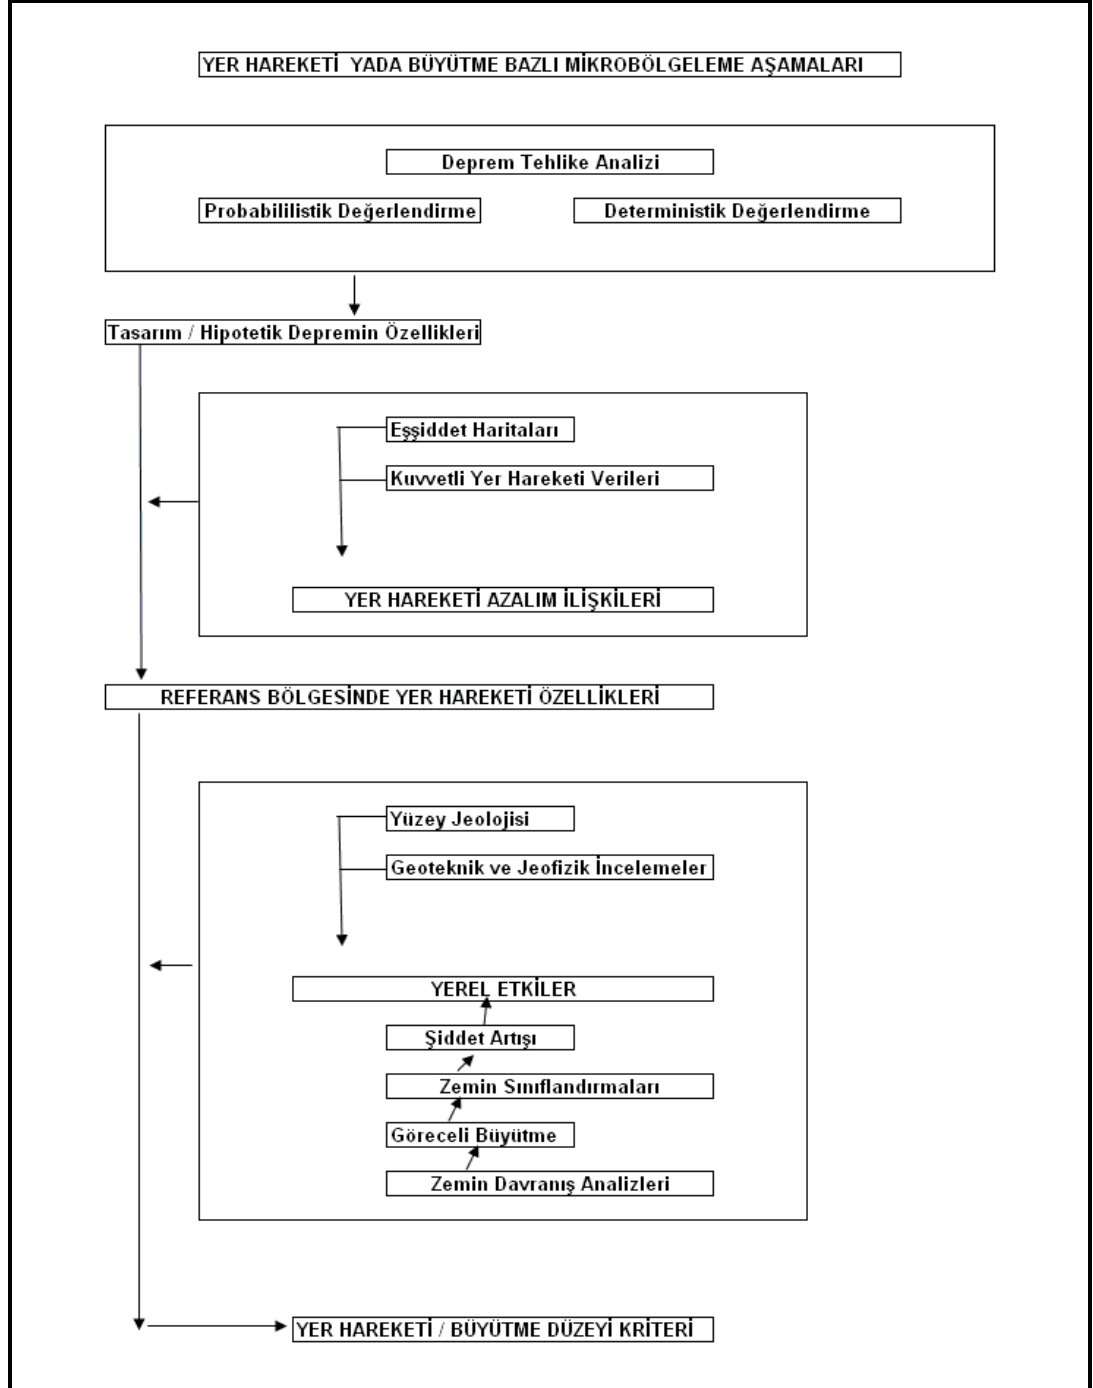 YER HAREKETİ YADA BÜYÜTME BAZLI MİKROBÖLGELEME AŞAMALARI
Deprem Tehlike Analizi
Probabililistik Değerlendirme
Deterministik Değerlendirme
Tasarım / Hipotetik Depremin Özellikleri
Eşsiddet Haritaları
Kuvvetli Yer Hareketi Verileri
YER HAREKETİ AZALIM İLİŞKİLERİ
REFERANS BÖLGESİNDE YER HAREKETİ ÖZELLİKLERİ
Yüzey Jeolojisi
Geoteknik ve Jeofizik İncelemeler
YEREL ETKİLER
Şiddet Artışı
Zemin Sınıflandırmaları
Göreceli Büyütme
Zemin Davranış Analizleri
YER HAREKETİ / BÜYÜTME DÜZEYİ KRİTERİ